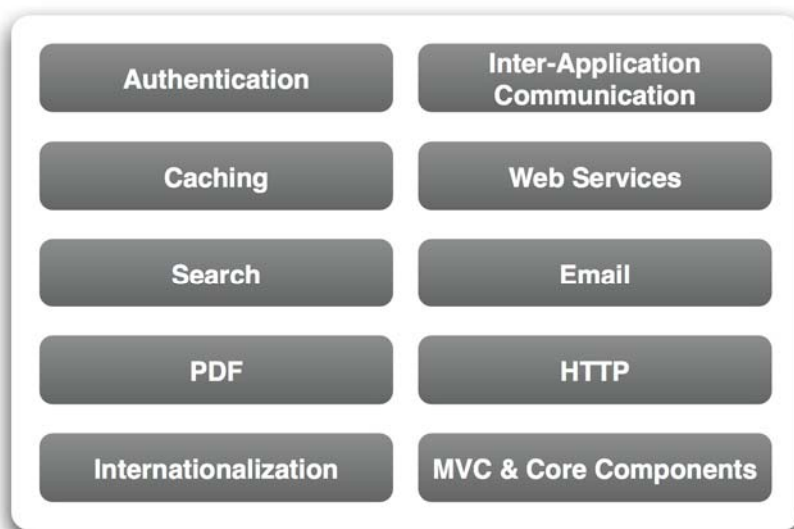 Authentication
Inter-Application
Communication
Caching
Web Services
Search
Email
PDF
HTTP
Internationalization
MVC & Core Components